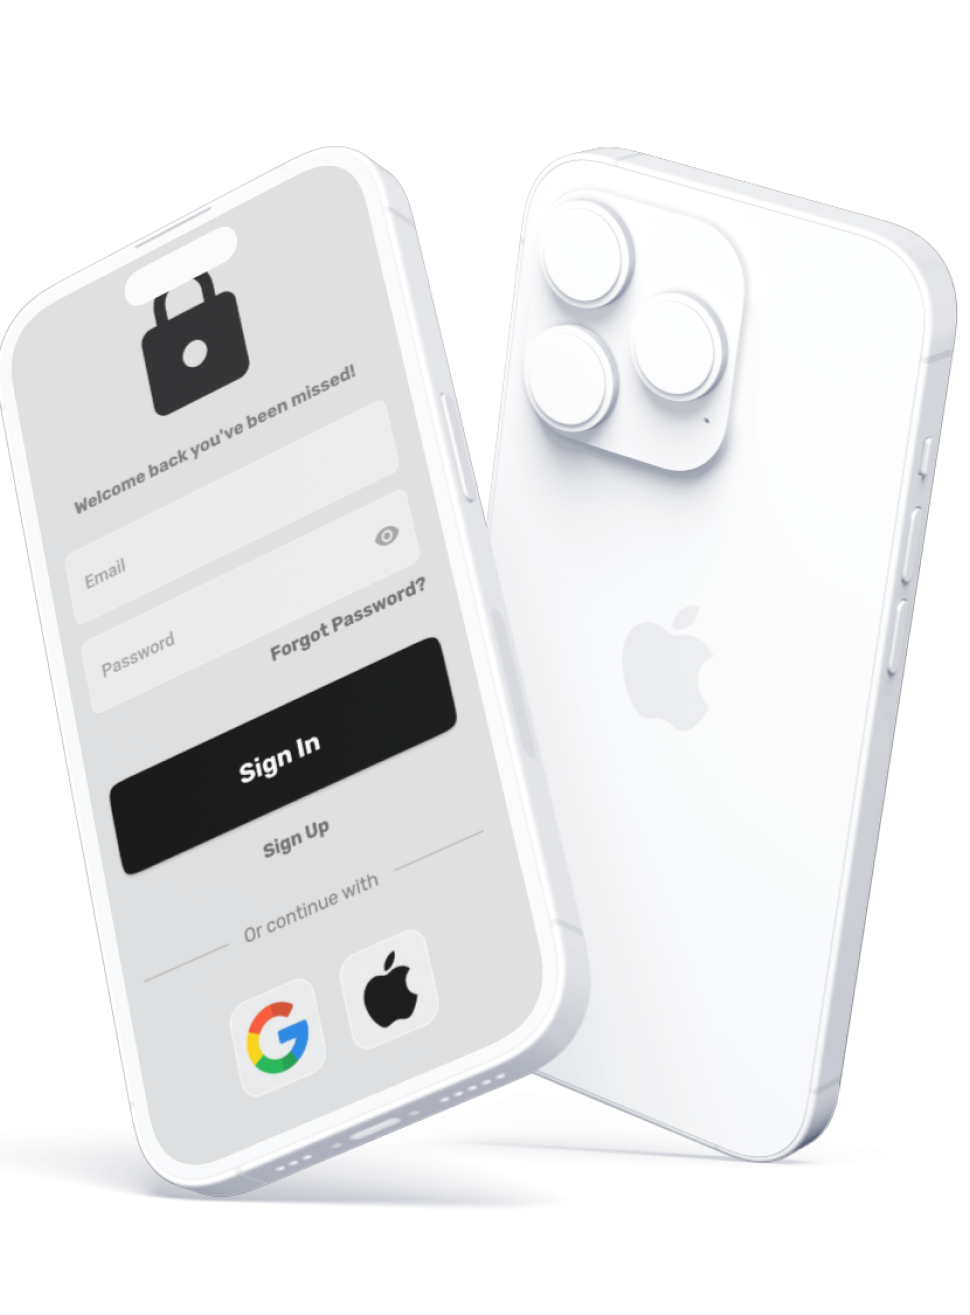 Welcome back you've been missed!
Email
Password
Forgot Password?
Sign In
Sign Up
Or continue with